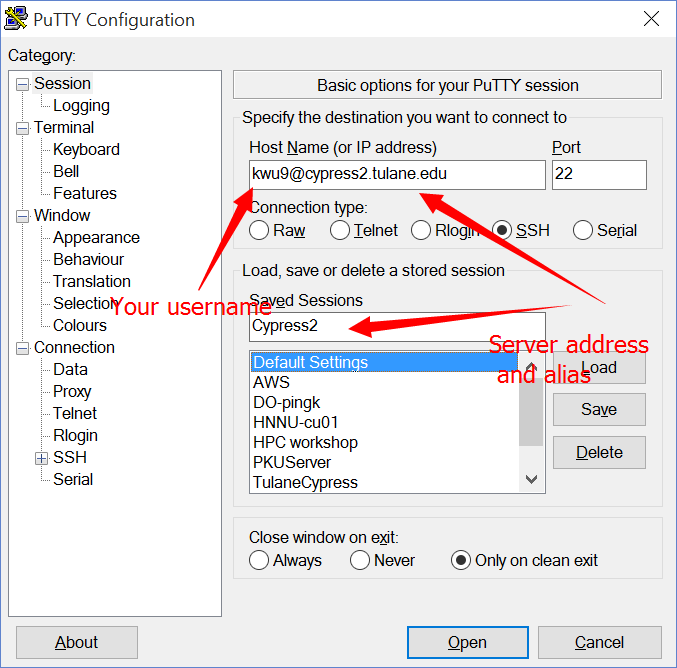 PuTTY Configuration
Category:
Session
Logging
Terminal
Keyboard
Bell
Features
Window
Appearance
Behaviour
Translation
Selection
Colours
Connection
Data
Proxy
Telnet
Rlogin
SSH
Serial
Basic options for your PuTTY session
Specify the destination you want to connect to
Host Name (or IP address) Port
kwu9@cypress2.tulane.edu 22
Connection type:
Raw Telnet Rlogin SSH Serial
Load, save or delete a stored session
Your username
Saved Sessions
Cypress2
Server address
and alias
Default Settings
AWS
DO-pingk
HNNU-cu01
HPC workshop
PKUServer
TulaneCypress
Load
Save
Delete
Close window on exit:
Always Never Only on clean exit
About Open Cancel